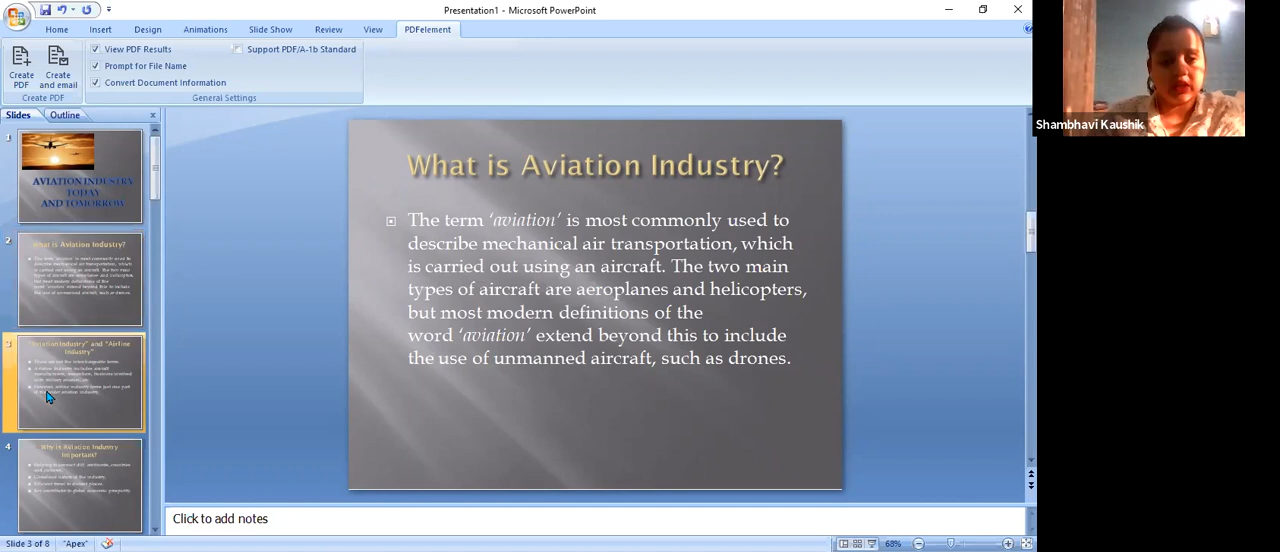 Presentation1 - Microsoft PowerPoint
Home Insert Design Animations Slide Show Review View PDFelement
View PDF Results
Support PDF/A-1b Standard
Prompt for File Name
Convert Document Information
Create PDF
Create and email
Create PDF
General Settings
Slides Outline
1
AVIATION INDUSTRY
TODAY
AND TOMORROW
2
What is Aviation Industry?
3
"Aviation Industry" and "Airline
Industry"
4
Why is Aviation Industry
Important?
What is Aviation Industry?
The term 'aviation' is most commonly used to
describe mechanical air transportation, which
is carried out using an aircraft. The two main
types of aircraft are aeroplanes and helicopters,
but most modern definitions of the
word 'aviation' extend beyond this to include
the use of unmanned aircraft, such as drones.
Click to add notes
Slide 3 of 8
"Apex"
68%
Shambhavi Kaushik